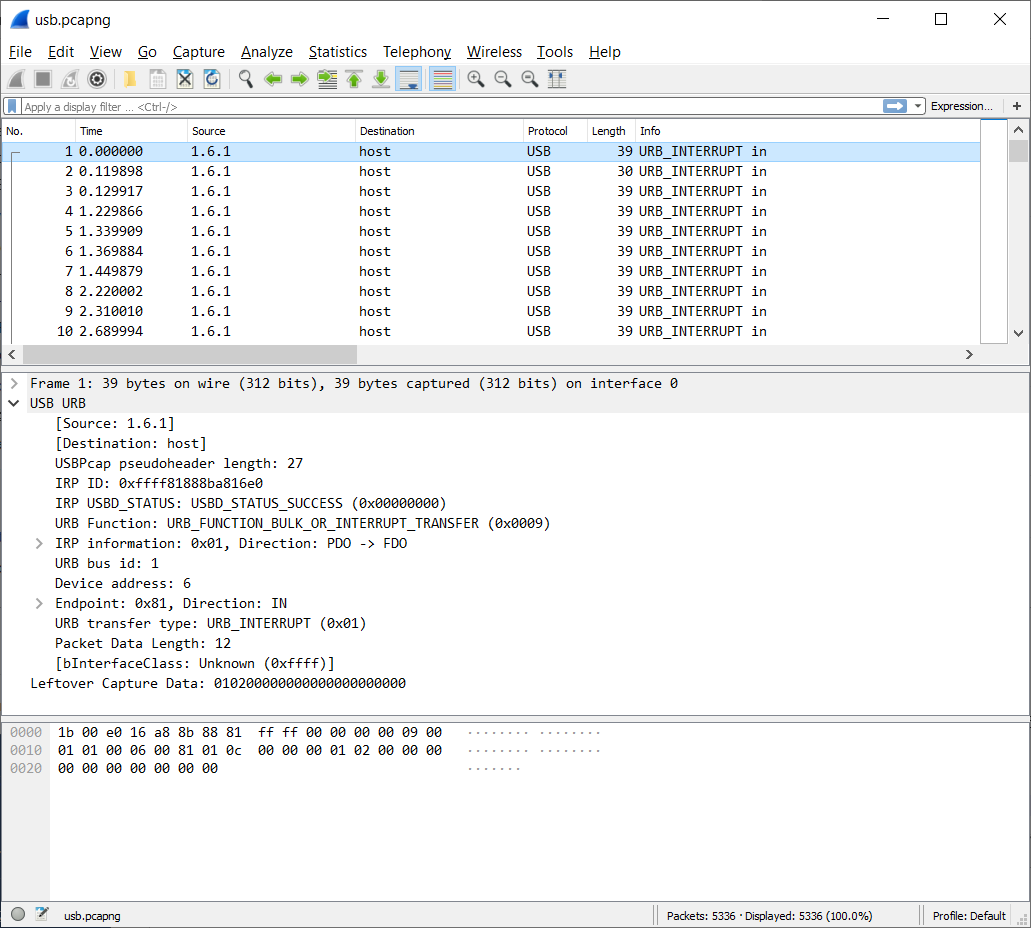 usb.pcapng
File Edit View Go Capture Analyze Statistics Telephony Wireless Tools Help
Apply a display filter ... <Ctrl-/> Expression... +
No. Time Source Destination Protocol Length Info
1 0.000000 1.6.1 host USB 39 URB_INTERRUPT in
2 0.119898 1.6.1 host USB 30 URB_INTERRUPT in
3 0.129917 1.6.1 host USB 39 URB_INTERRUPT in
4 1.229866 1.6.1 host USB 39 URB_INTERRUPT in
5 1.339909 1.6.1 host USB 39 URB_INTERRUPT in
6 1.369884 1.6.1 host USB 39 URB_INTERRUPT in
7 1.449879 1.6.1 host USB 39 URB_INTERRUPT in
8 2.220002 1.6.1 host USB 39 URB_INTERRUPT in
9 2.310010 1.6.1 host USB 39 URB_INTERRUPT in
10 2.689994 1.6.1 host USB 39 URB_INTERRUPT in
Frame 1: 39 bytes on wire (312 bits), 39 bytes captured (312 bits) on interface 0
USB URB
[Source: 1.6.1]
[Destination: host]
USBPcap pseudoheader length: 27
IRP ID: 0xffff81888ba816e0
IRP USBD_STATUS: USBD_STATUS_SUCCESS (0x00000000)
URB Function: URB_FUNCTION_BULK_OR_INTERRUPT_TRANSFER (0x0009)
IRP information: 0x01, Direction: PDO -> FDO
URB bus id: 1
Device address: 6
Endpoint: 0x81, Direction: IN
URB transfer type: URB_INTERRUPT (0x01)
Packet Data Length: 12
[bInterfaceClass: Unknown (0xffff)]
Leftover Capture Data: 010200000000000000000000
0000 1b 00 e0 16 a8 8b 88 81 ff ff 00 00 00 00 09 00 ........ ........
0010 01 01 00 06 00 81 01 0c 00 00 00 01 02 00 00 00 ........ ........
0020 00 00 00 00 00 00 00 .......
usb.pcapng Packets: 5336 · Displayed: 5336 (100.0%) Profile: Default